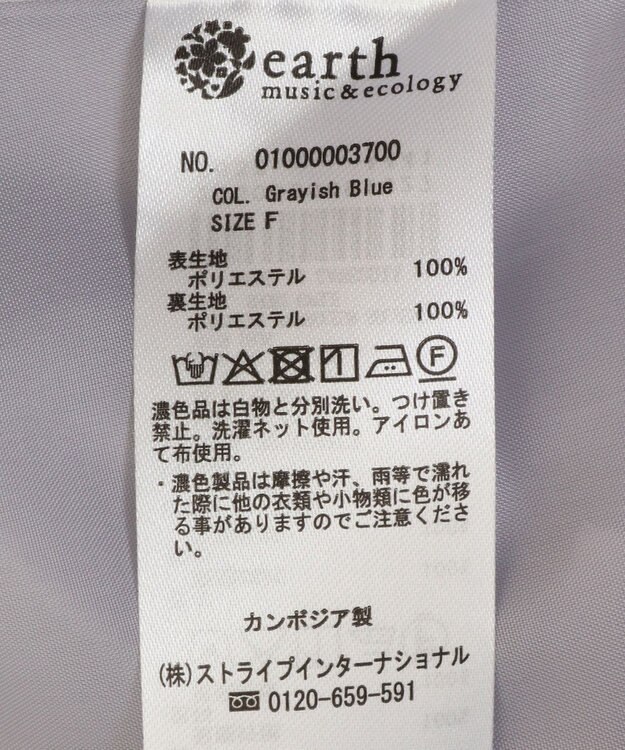 earth
music&ecology
NO. 01000003700
COL. Grayish Blue
SIZE F
表生地
ポリエステル 100%
裏生地
ポリエステル 100%
F
濃色品は白物と分別洗い。つけ置き
禁止。洗濯ネット使用。アイロンあ
て布使用。
・濃色製品は摩擦や汗、雨等で濡れ
た際に他の衣類や小物類に色が移
る事がありますのでご注意くださ
い。
カンボジア製
(株)ストライプインターナショナル
0120-659-591